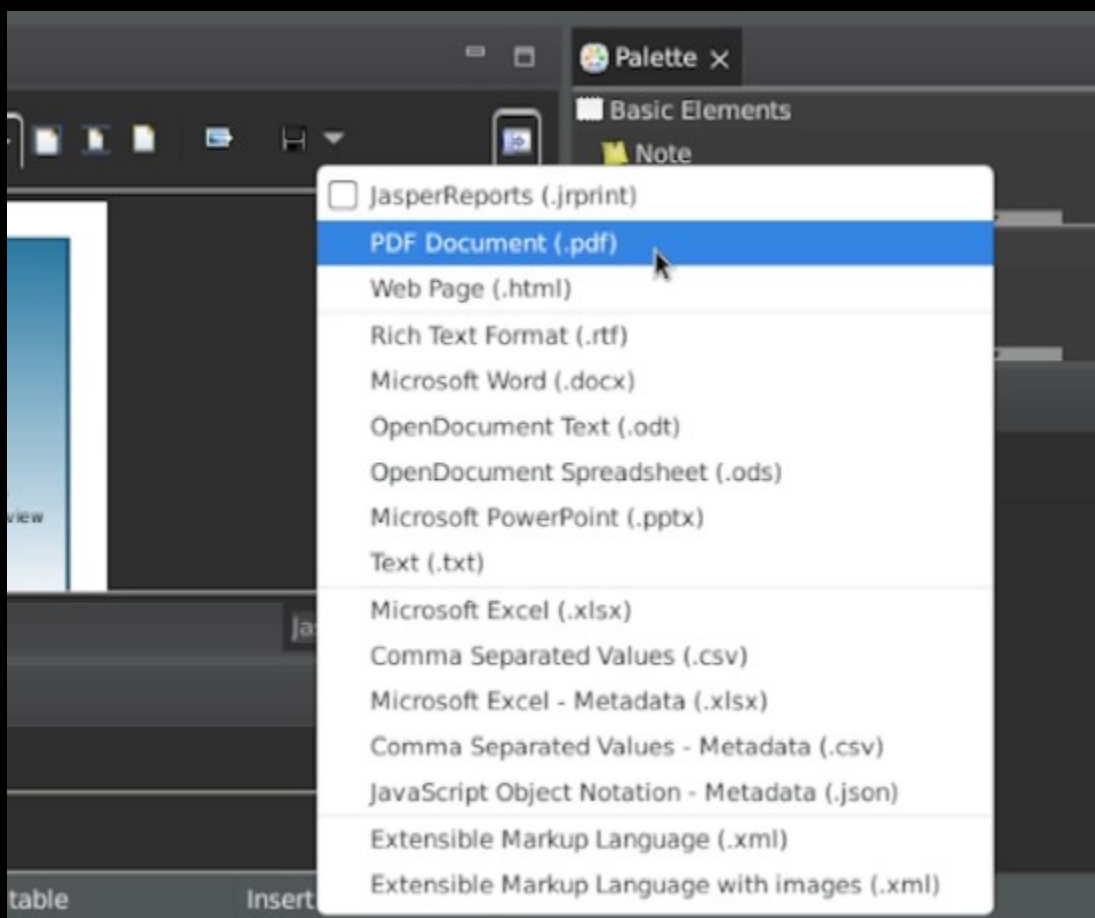 Palette
Basic Elements
Note
JasperReports (.jrprint)
PDF Document (.pdf)
Web Page (.html)
Rich Text Format (.rtf)
Microsoft Word (.docx)
OpenDocument Text (.odt)
OpenDocument Spreadsheet (.ods)
view
Microsoft PowerPoint (.pptx)
Text (.txt)
Microsoft Excel (.xlsx)
Ja
Comma Separated Values (.csv)
Microsoft Excel - Metadata (.xlsx)
Comma Separated Values - Metadata (.csv)
JavaScript Object Notation - Metadata (.json)
Extensible Markup Language (.xml)
Extensible Markup Language with images (.xml)
table Insert